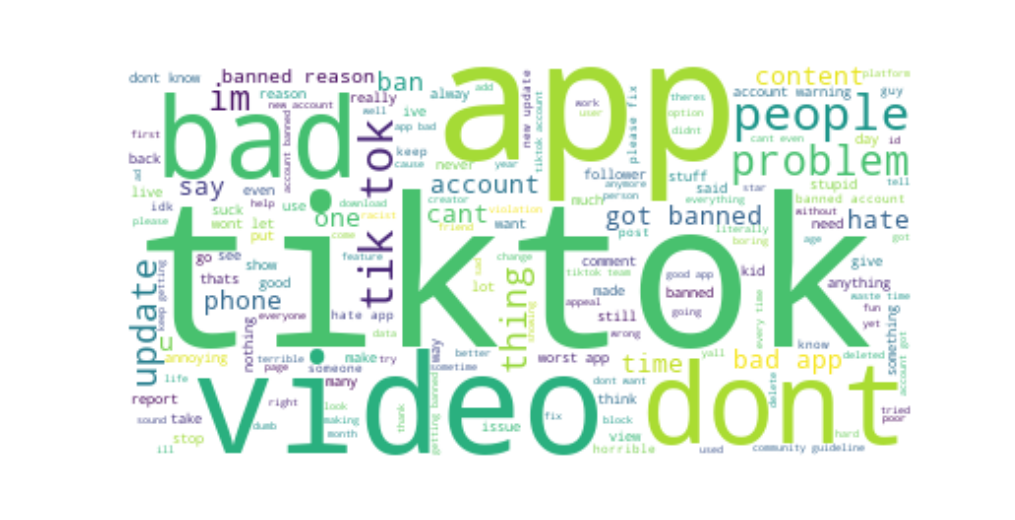 dont know
banned reason
ban
im
reason
new account
really
well
ive
alway
add
app
new update
work
user
theres
option
didnt
please fix
content
platform
account warning
guy
people
cant even
day
id
first
back
ad
bad
account banned
tik tok
app bad
keep
cause
never
year
tiktok account
follower
anymore
person
stuff
said
star
everything
problem
stupid
tell
banned account
live
say
even
help
download
account
creator
much
idk
suck
use
one
racist
cant
violation
want
post
got banned
literally
boring
without
need
hate
age
got
please
wont
let
put
come
friend
tiktok
go
see
thats
show
good
feature
sad
lot
change
tiktok team
comment
made
good app
banned
going
kid
give
anything
waste time
fun
yet
update
keep getting
phone
everyone
hate app
data
thing
showing
appeal
still
wrong
every time
know
something
account got
u
annoying
nothing
terrible
page
someone
make
try
way
sometime
better
worst app
time
yall
bad app
deleted
life
report
right
many
look
making
month
video
thank
getting banned
dont want
think
fix
block
dont
delete
tried
poor
sound
take
stop
dumb
issue
view
horrible
used
hard
community guideline
ill